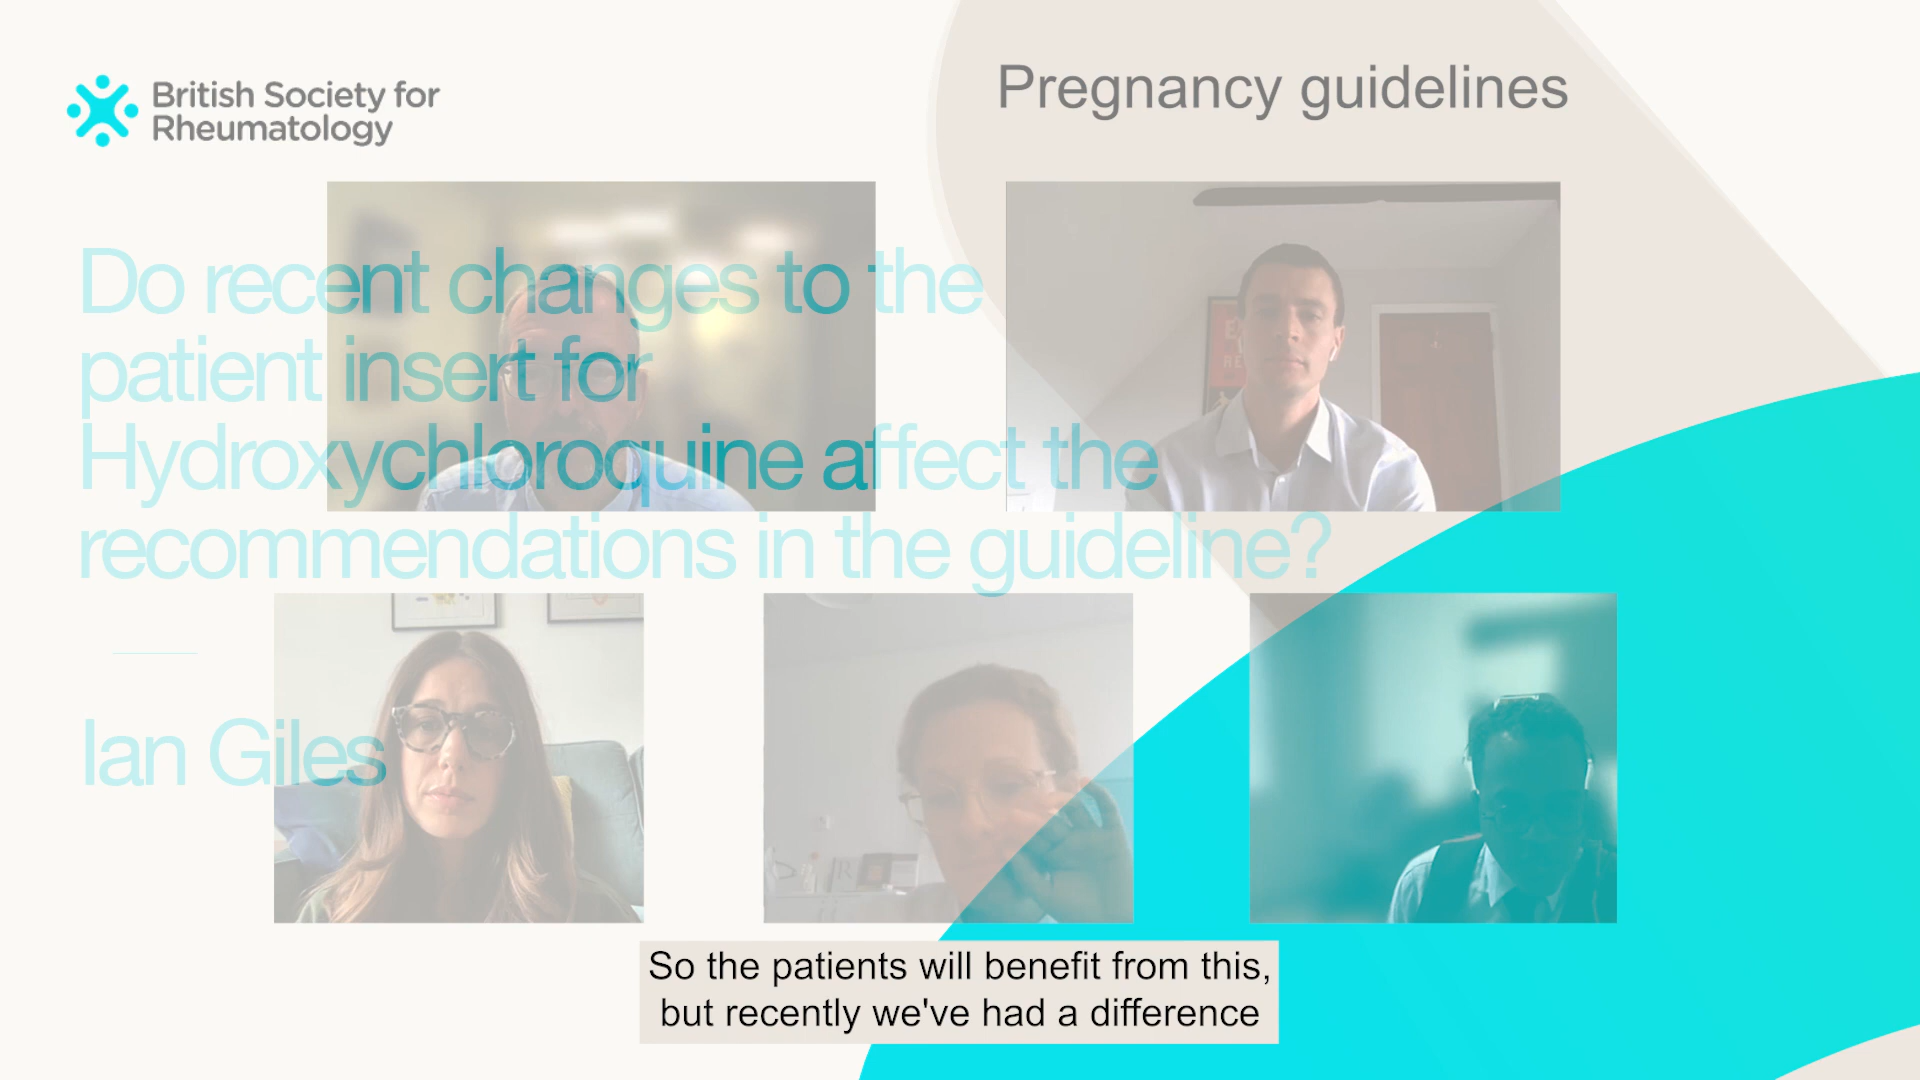 British Society for
Rheumatology
Pregnancy guidelines
Do recent changes to the
patient insert for
Hydroxychloroquine affect the
recommendations in the guideline?
Ian Giles
So the patients will benefit from this,
but recently we've had a difference